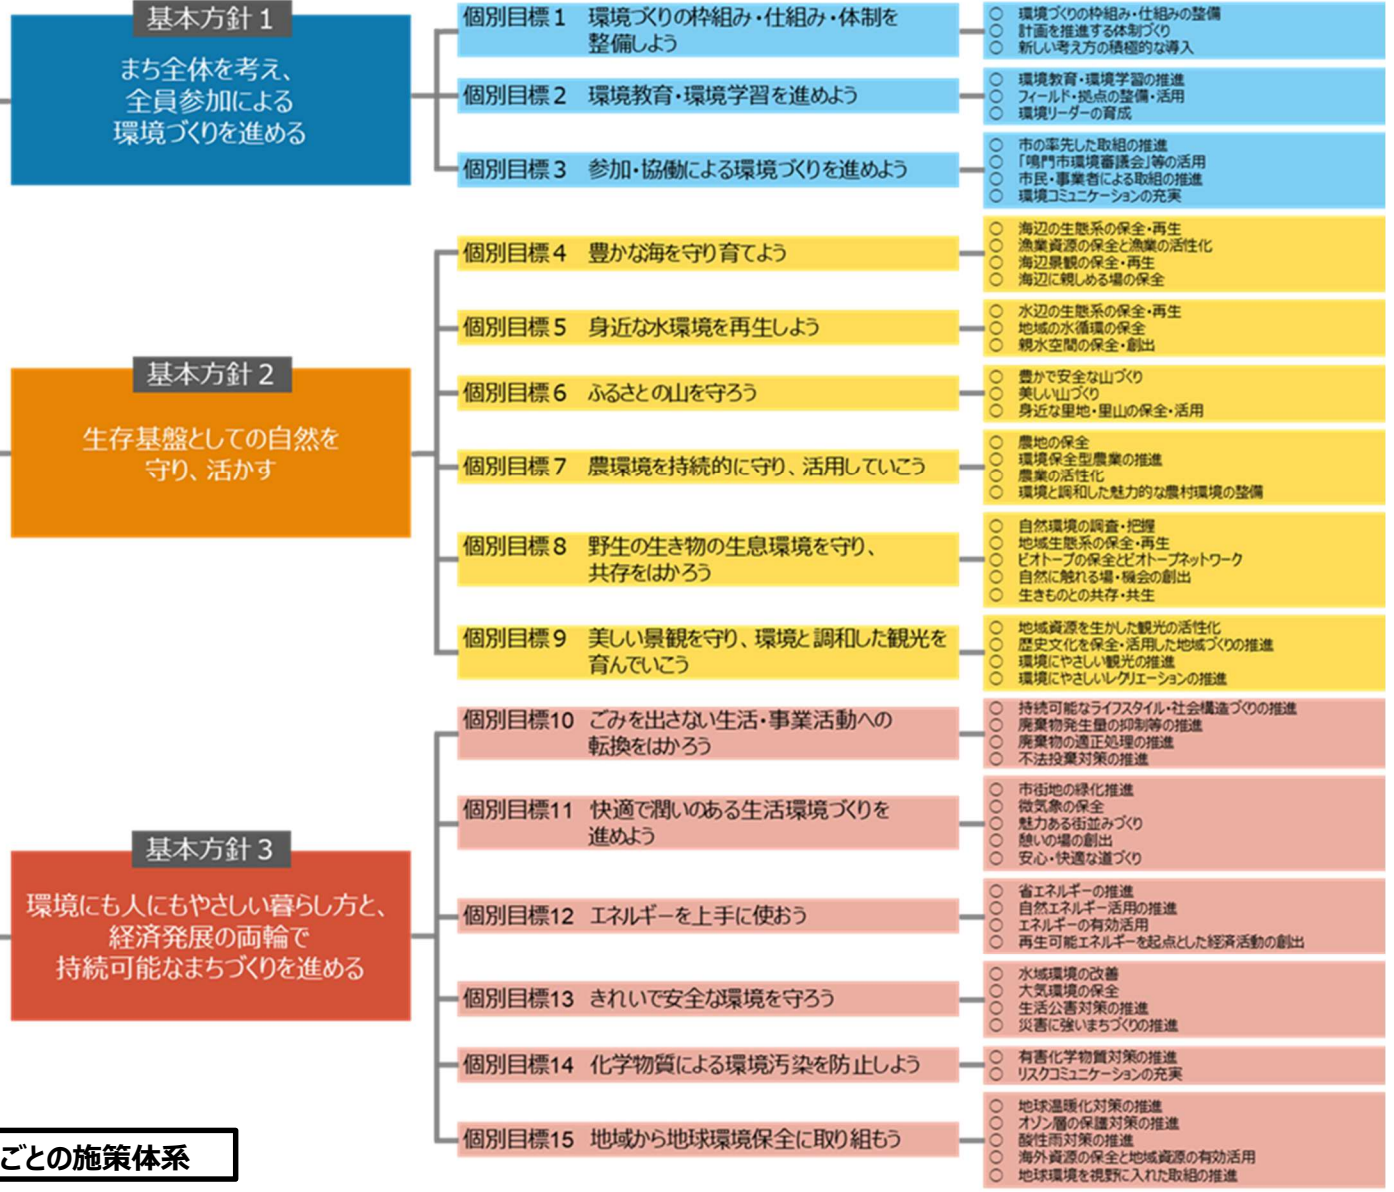 基本方針1
まち全体を考え、
全員参加による
環境づくりを進める
個別目標1 環境づくりの枠組み・仕組み・体制を
整備しよう
○ 環境づくりの枠組み・仕組みの整備
○ 計画を推進する体制づくり
○ 新しい考え方の積極的な導入
個別目標2 環境教育・環境学習を進めよう
○ 環境教育・環境学習の推進
○ フィールド・拠点の整備・活用
○ 環境リーダーの育成
個別目標3 参加・協働による環境づくりを進めよう
○ 市の率先した取組の推進
○ 「鳴門市環境審議会」等の活用
○ 市民・事業者による取組の推進
○ 環境コミュニケーションの充実
基本方針2
生存基盤としての自然を
守り、活かす
個別目標4 豊かな海を守り育てよう
○ 海辺の生態系の保全・再生
○ 漁業資源の保全と漁業の活性化
○ 海辺景観の保全・再生
○ 海辺に親しめる場の保全
個別目標5 身近な水環境を再生しよう
○ 水辺の生態系の保全・再生
○ 地域の水循環の保全
○ 親水空間の保全・創出
個別目標6 ふるさとの山を守ろう
○ 豊かで安全な山づくり
○ 美しい山づくり
○ 身近な里地・里山の保全・活用
個別目標7 農環境を持続的に守り、活用していこう
○ 農地の保全
○ 環境保全型農業の推進
○ 農業の活性化
○ 環境と調和した魅力的な農村環境の整備
個別目標8 野生の生き物の生息環境を守り、
共存をはかろう
○ 自然環境の調査・把握
○ 地域生態系の保全・再生
○ ビオトープの保全とビオトープネットワーク
○ 自然に触れる場・機会の創出
○ 生きものとの共存・共生
個別目標9 美しい景観を守り、環境と調和した観光を
育んでいこう
○ 地域資源を生かした観光の活性化
○ 歴史文化を保全・活用した地域づくりの推進
○ 環境にやさしい観光の推進
○ 環境にやさしいレクリエーションの推進
基本方針3
環境にも人にもやさしい暮らし方と、
経済発展の両輪で
持続可能なまちづくりを進める
個別目標10 ごみを出さない生活・事業活動への
転換をはかろう
○ 持続可能なライフスタイル・社会構造づくりの推進
○ 廃棄物発生量の抑制等の推進
○ 廃棄物の適正処理の推進
○ 不法投棄対策の推進
個別目標11 快適で潤いのある生活環境づくりを
進めよう
○ 市街地の緑化推進
○ 微気象の保全
○ 魅力ある街並みづくり
○ 憩いの場の創出
○ 安心・快適な道づくり
個別目標12 エネルギーを上手に使おう
○ 省エネルギーの推進
○ 自然エネルギー活用の推進
○ エネルギーの有効活用
○ 再生可能エネルギーを起点とした経済活動の創出
個別目標13 きれいで安全な環境を守ろう
○ 水域環境の改善
○ 大気環境の保全
○ 生活公害対策の推進
○ 災害に強いまちづくりの推進
個別目標14 化学物質による環境汚染を防止しよう
○ 有害化学物質対策の推進
○ リスクコミュニケーションの充実
個別目標15 地域から地球環境保全に取り組もう
○ 地球温暖化対策の推進
○ オゾン層の保護対策の推進
○ 酸性雨対策の推進
○ 海外資源の保全と地域資源の有効活用
○ 地球環境を視野に入れた取組の推進
ごとの施策体系